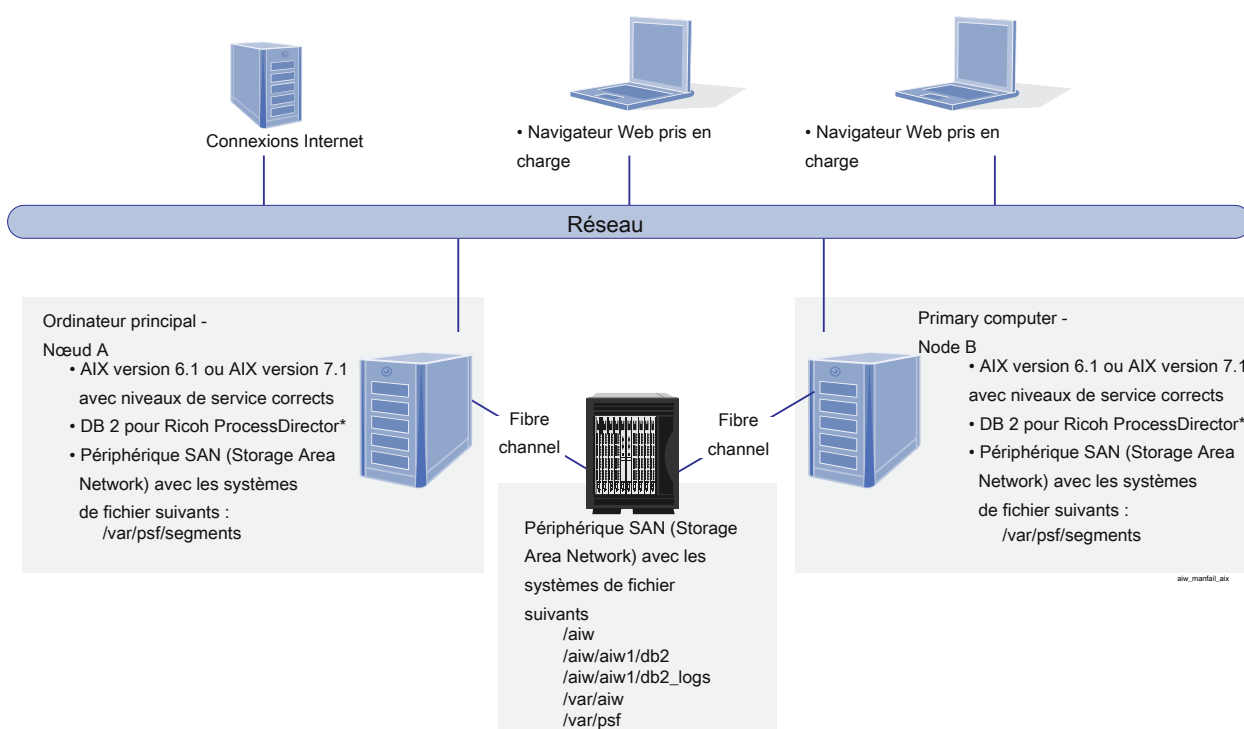 Connexions Internet
• Navigateur Web pris en
charge
• Navigateur Web pris en
charge
Réseau
Ordinateur principal -
Nœud A
• AIX version 6.1 ou AIX version 7.1
avec niveaux de service corrects
• DB 2 pour Ricoh ProcessDirector*
• Périphérique SAN (Storage Area
Network) avec les systèmes
de fichier suivants :
/var/psf/segments
Fibre
channel
Périphérique SAN (Storage
Area Network) avec les
systèmes de fichier
suivants
/aiw
/aiw/aiw1/db2
/aiw/aiw1/db2_logs
/var/aiw
/var/psf
Fibre
channel
Primary computer -
Node B
• AIX version 6.1 ou AIX version 7.1
avec niveaux de service corrects
• DB 2 pour Ricoh ProcessDirector*
• Périphérique SAN (Storage Area
Network) avec les systèmes
de fichier suivants :
/var/psf/segments
aiw_manfail_aix